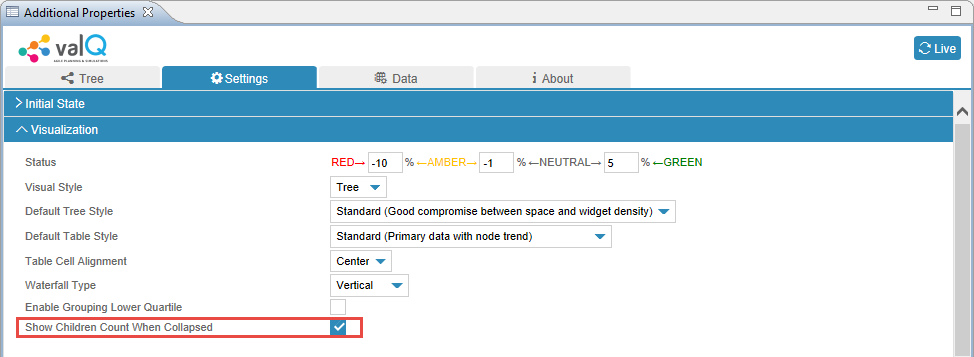 Additional Properties
valQ
AGILE PLANNING & SIMULATIONS
Live
Tree
Settings
Data
About
Initial State
Visualization
Status RED→ -10 % ←AMBER→ -1 % ←NEUTRAL→ 5 % ←GREEN
Visual Style Tree
Default Tree Style Standard (Good compromise between space and widget density)
Default Table Style Standard (Primary data with node trend)
Table Cell Alignment Center
Waterfall Type Vertical
Enable Grouping Lower Quartile
Show Children Count When Collapsed